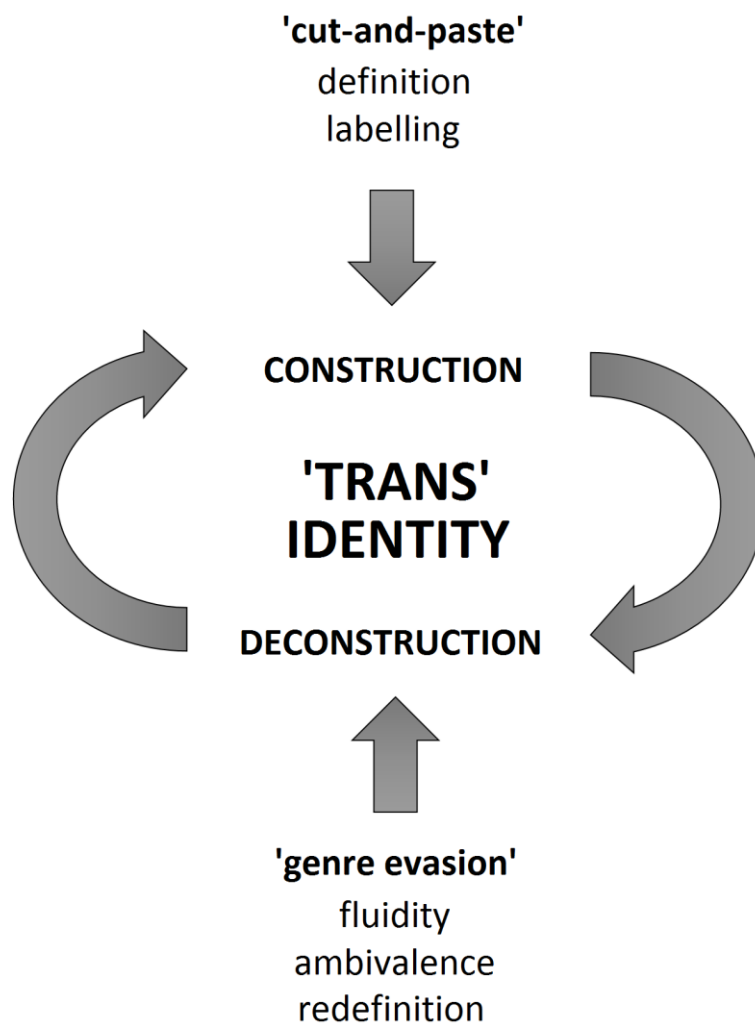 'cut-and-paste'
definition
labelling
CONSTRUCTION
'TRANS'
IDENTITY
DECONSTRUCTION
'genre evasion'
fluidity
ambivalence
redefinition